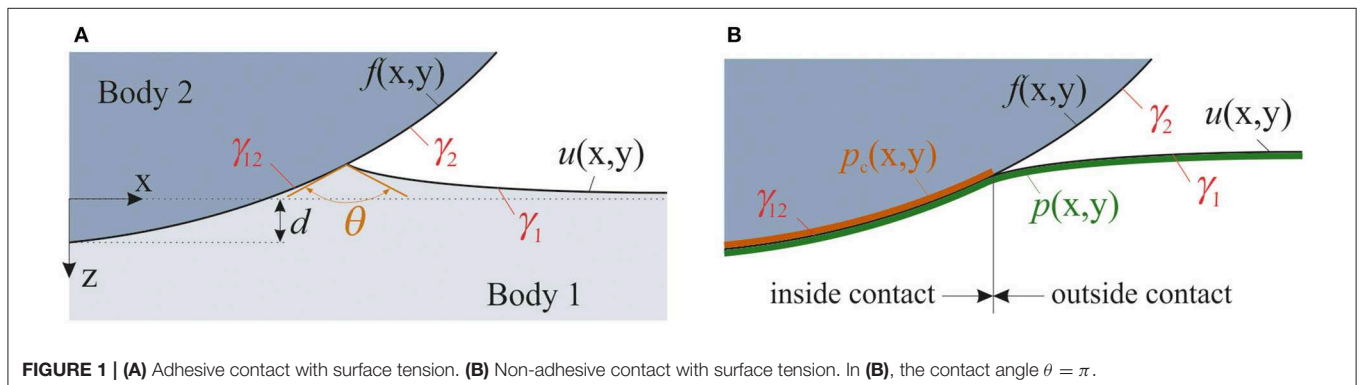 A
Body 2
f(x,y)
γ₁₂
γ₂
u(x,y)
x
d
θ
γ₁
z
Body 1
B
f(x,y)
γ₂
u(x,y)
p꜀(x,y)
γ₁₂
p(x,y)
γ₁
inside contact
outside contact
FIGURE 1 | (A) Adhesive contact with surface tension. (B) Non-adhesive contact with surface tension. In (B), the contact angle θ = π.